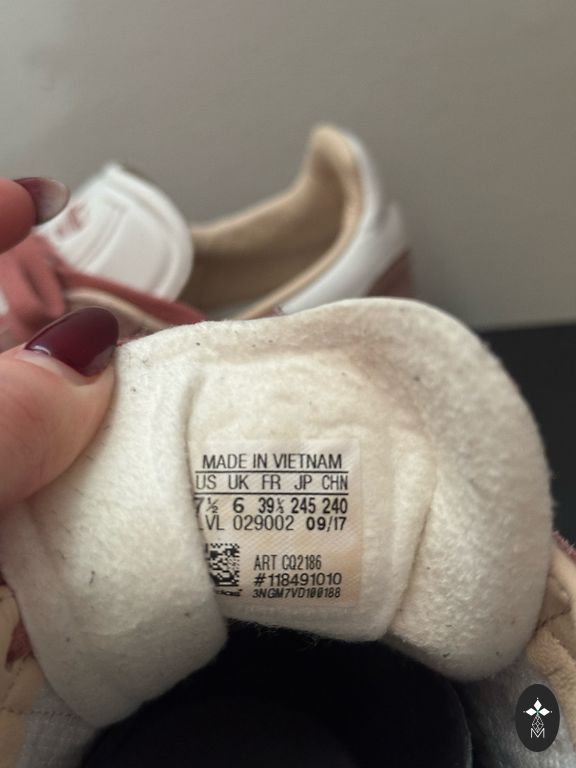 MADE IN VIETNAM
US UK FR JP CHN
7½ 6 39⅓ 245 240
LVL 029002 09/17
ART CQ2186
#118491010
3NGM7VD100188
M